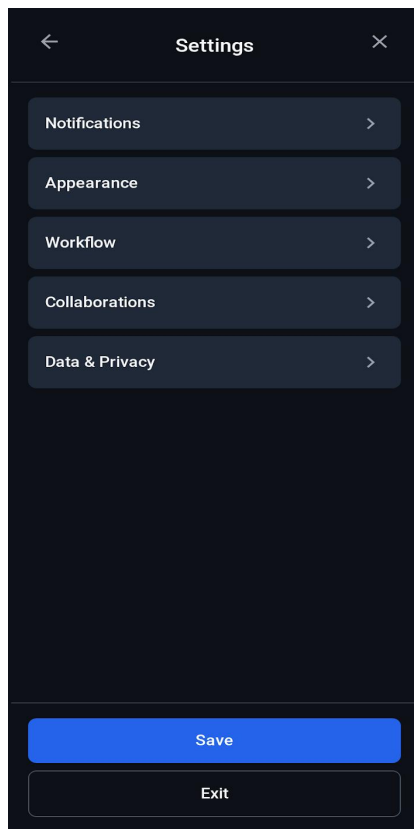 Settings
Notifications
Appearance
Workflow
Collaborations
Data & Privacy
Save
Exit